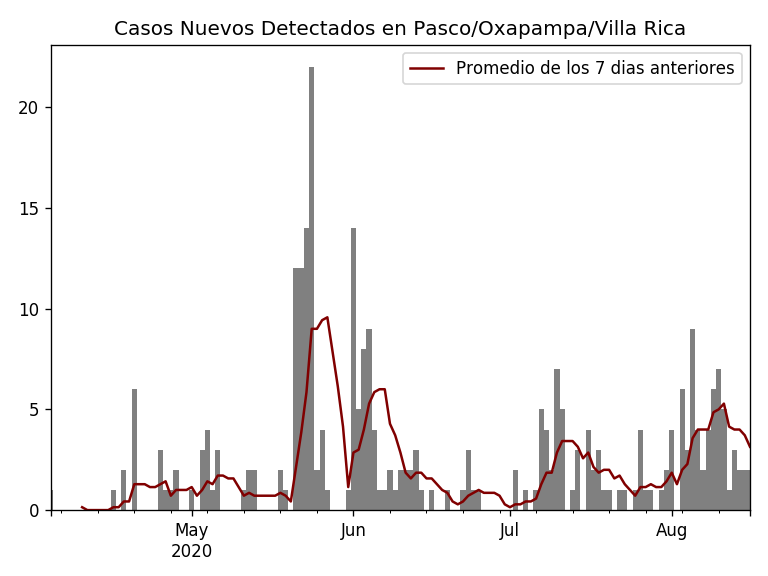 Casos Nuevos Detectados en Pasco/Oxapampa/Villa Rica
Promedio de los 7 dias anteriores
20
15
10
5
0
May Jun Jul Aug
2020